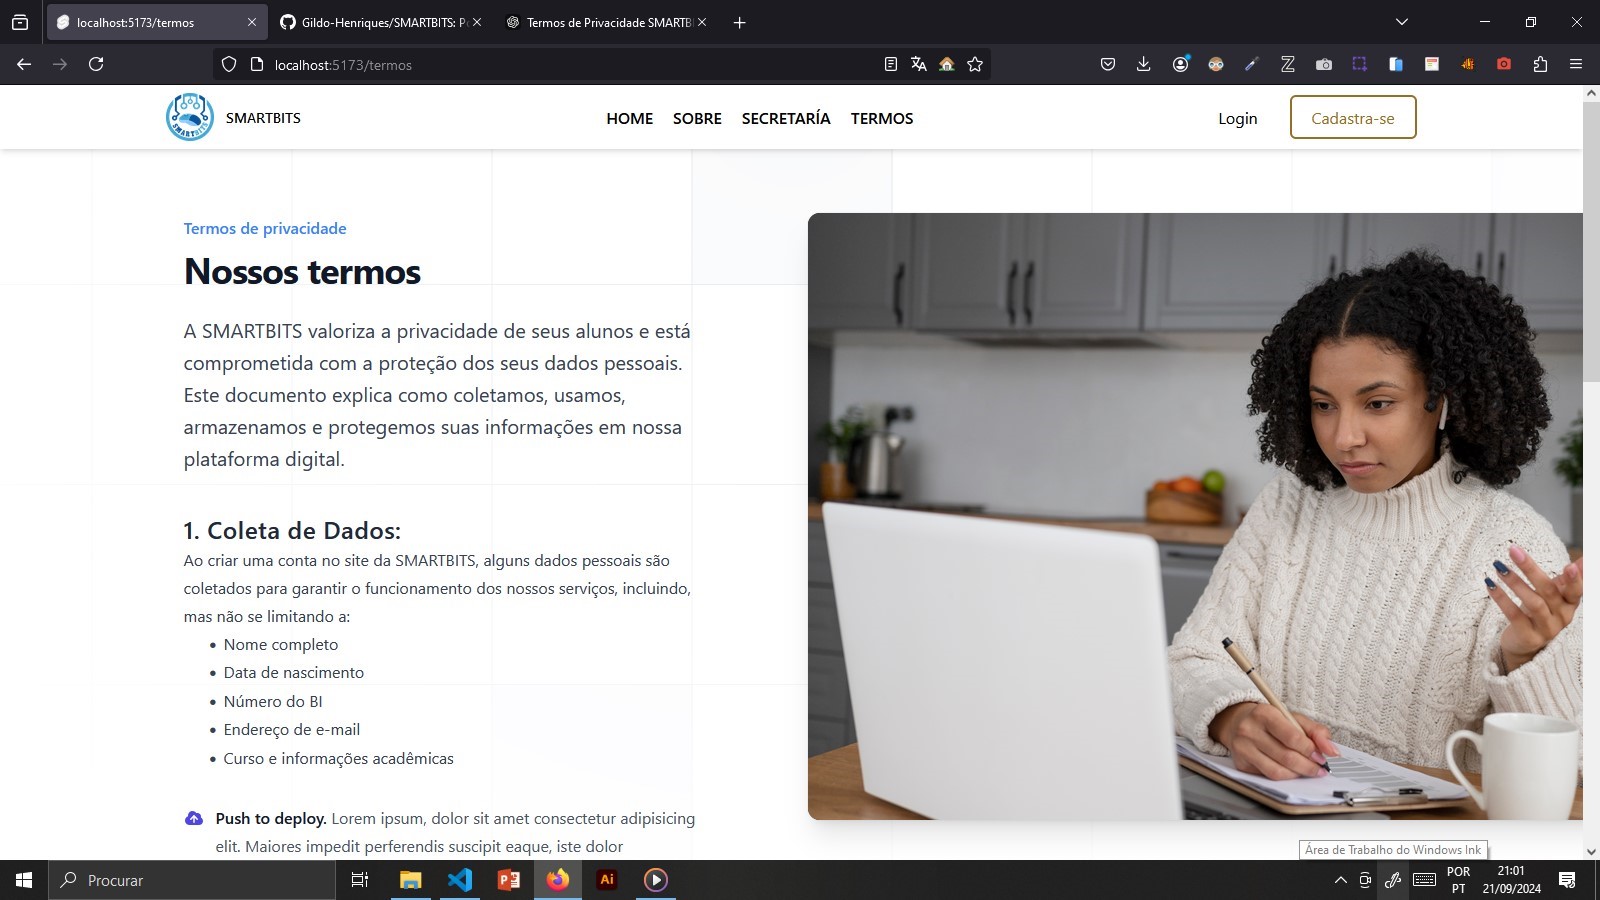 localhost:5173/termos
Gildo-Henriques/SMARTBITS: P
Termos de Privacidade SMARTB
localhost:5173/termos
SMARTBITS
HOME SOBRE SECRETARÍA TERMOS
Login
Cadastra-se
Termos de privacidade
Nossos termos
A SMARTBITS valoriza a privacidade de seus alunos e está
comprometida com a proteção dos seus dados pessoais.
Este documento explica como coletamos, usamos,
armazenamos e protegemos suas informações em nossa
plataforma digital.
1. Coleta de Dados:
Ao criar uma conta no site da SMARTBITS, alguns dados pessoais são
coletados para garantir o funcionamento dos nossos serviços, incluindo,
mas não se limitando a:
• Nome completo
• Data de nascimento
• Número do BI
• Endereço de e-mail
• Curso e informações acadêmicas
Push to deploy. Lorem ipsum, dolor sit amet consectetur adipisicing
elit. Maiores impedit perferendis suscipit eaque, iste dolor
Área de Trabalho do Windows Ink
Procurar
Ai
POR
PT
21:01
21/09/2024